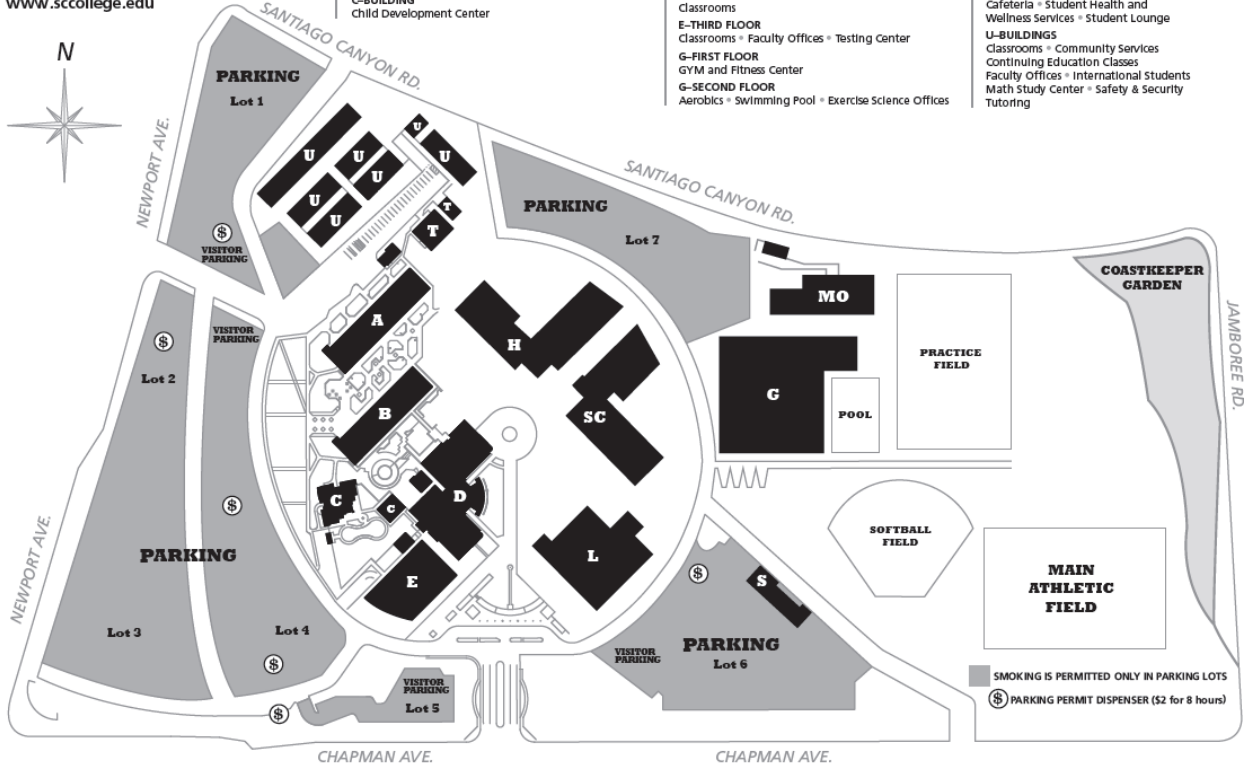 www.sccollege.edu
C–BUILDING
Child Development Center
Classrooms
E–THIRD FLOOR
Classrooms • Faculty Offices • Testing Center
G–FIRST FLOOR
GYM and Fitness Center
G–SECOND FLOOR
Aerobics • Swimming Pool • Exercise Science Offices
Cafeteria • Student Health and
Wellness Services • Student Lounge
U–BUILDINGS
Classrooms • Community Services
Continuing Education Classes
Faculty Offices • International Students
Math Study Center • Safety & Security
Tutoring
N
SANTIAGO CANYON RD.
PARKING
Lot 1
NEWPORT AVE.
$
VISITOR
PARKING
U
U
U
U
U
U
U
T
T
SANTIAGO CANYON RD.
PARKING
Lot 7
COASTKEEPER
GARDEN
JAMBOREE RD.
MO
PRACTICE
FIELD
G
POOL
A
B
H
SC
C
C
D
E
L
S
$
Lot 2
VISITOR
PARKING
$
PARKING
Lot 3
Lot 4
$
NEWPORT AVE.
SOFTBALL
FIELD
MAIN
ATHLETIC
FIELD
$
PARKING
Lot 6
VISITOR
PARKING
VISITOR
PARKING
Lot 5
$
SMOKING IS PERMITTED ONLY IN PARKING LOTS
$ PARKING PERMIT DISPENSER ($2 for 8 hours)
CHAPMAN AVE.
CHAPMAN AVE.